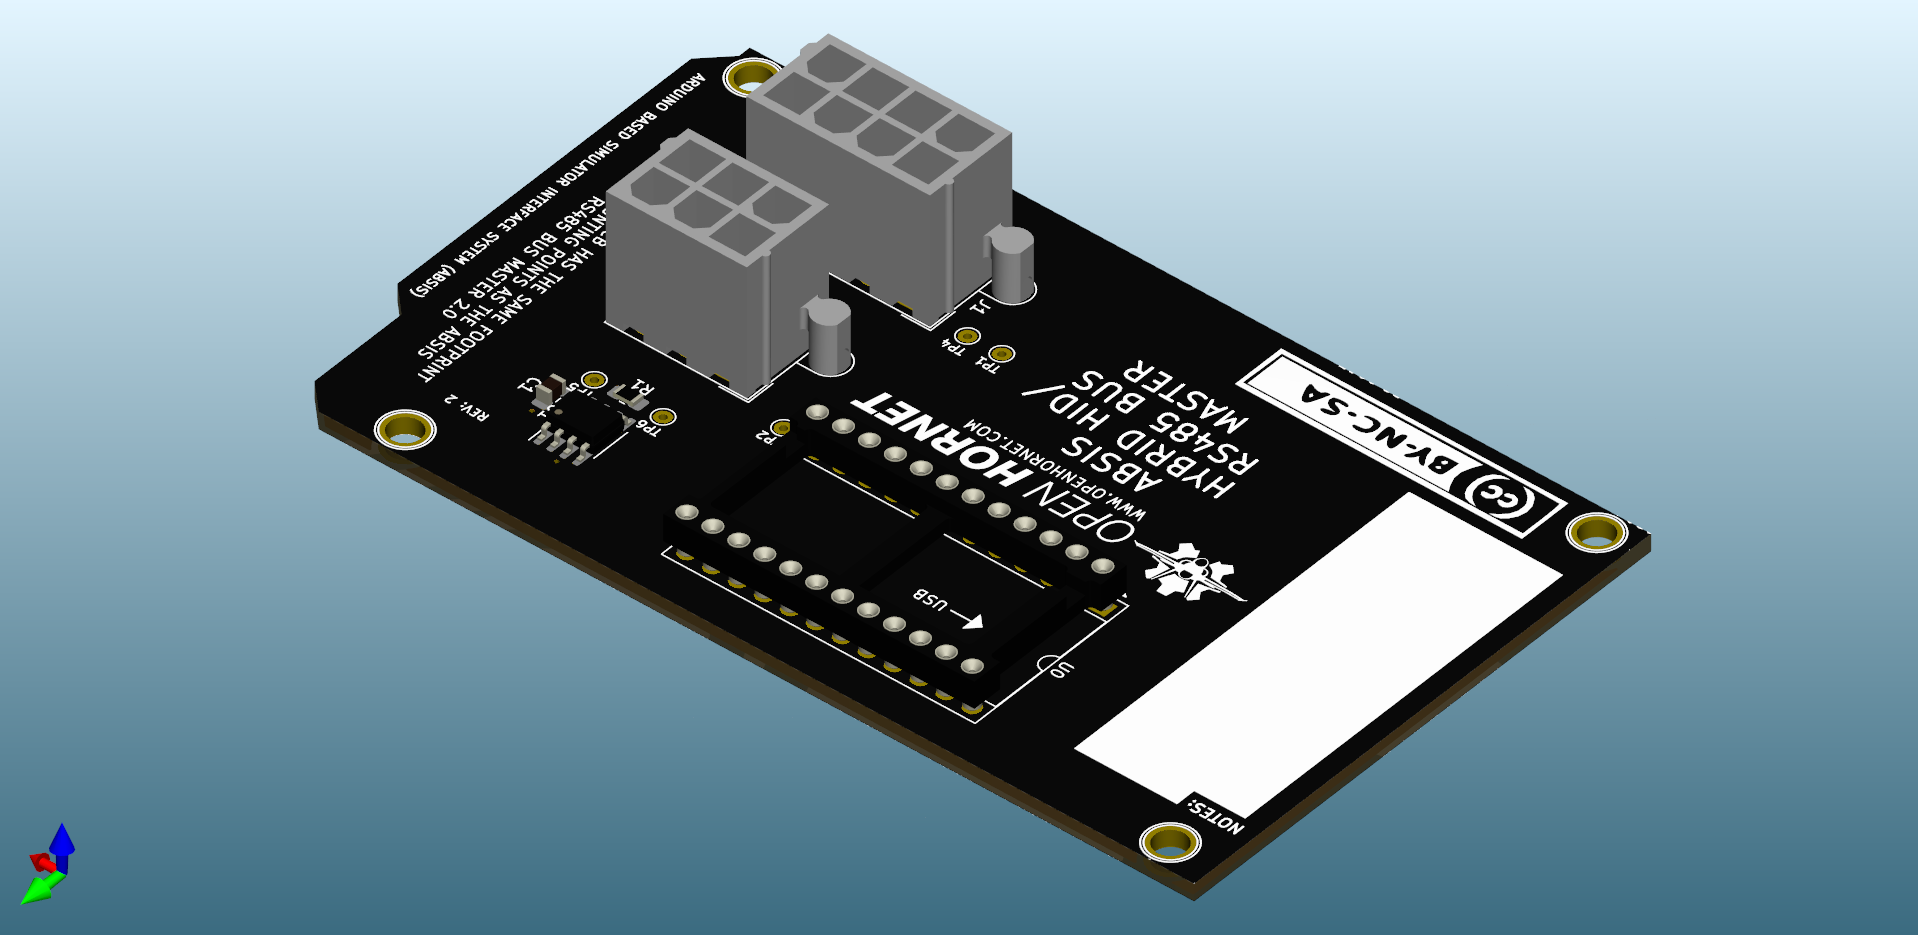 ARDUINO BASED SIMULATOR INTERFACE SYSTEM (ABSIS)
HAS THE SAME FOOTPRINT
POINTS AS THE ABSIS
RS485 BUS MASTER 2.0
REV: 2
C1
R1
TP6
P2
J1
TP4
TP1
ABSIS
HYBRID HID/
RS485 BUS
MASTER
OPEN HORNET
WWW.OPENHORNET.COM
cc BY-NC-SA
USB
NOTES: